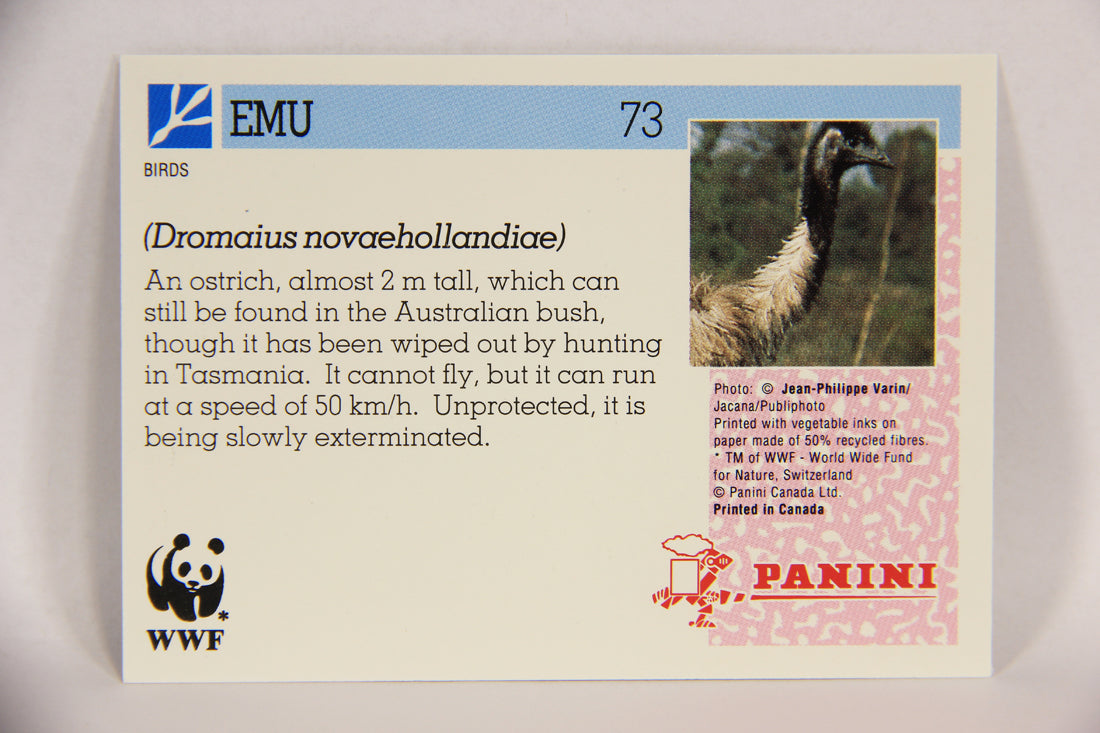 EMU 73
BIRDS
(Dromaius novaehollandiae)
An ostrich, almost 2 m tall, which can
still be found in the Australian bush,
though it has been wiped out by hunting
in Tasmania. It cannot fly, but it can run
at a speed of 50 km/h. Unprotected, it is
being slowly exterminated.
Photo: © Jean-Philippe Varin/
Jacana/Publiphoto
Printed with vegetable inks on
paper made of 50% recycled fibres.
* TM of WWF - World Wide Fund
for Nature, Switzerland
© Panini Canada Ltd.
Printed in Canada
PANINI
*
WWF